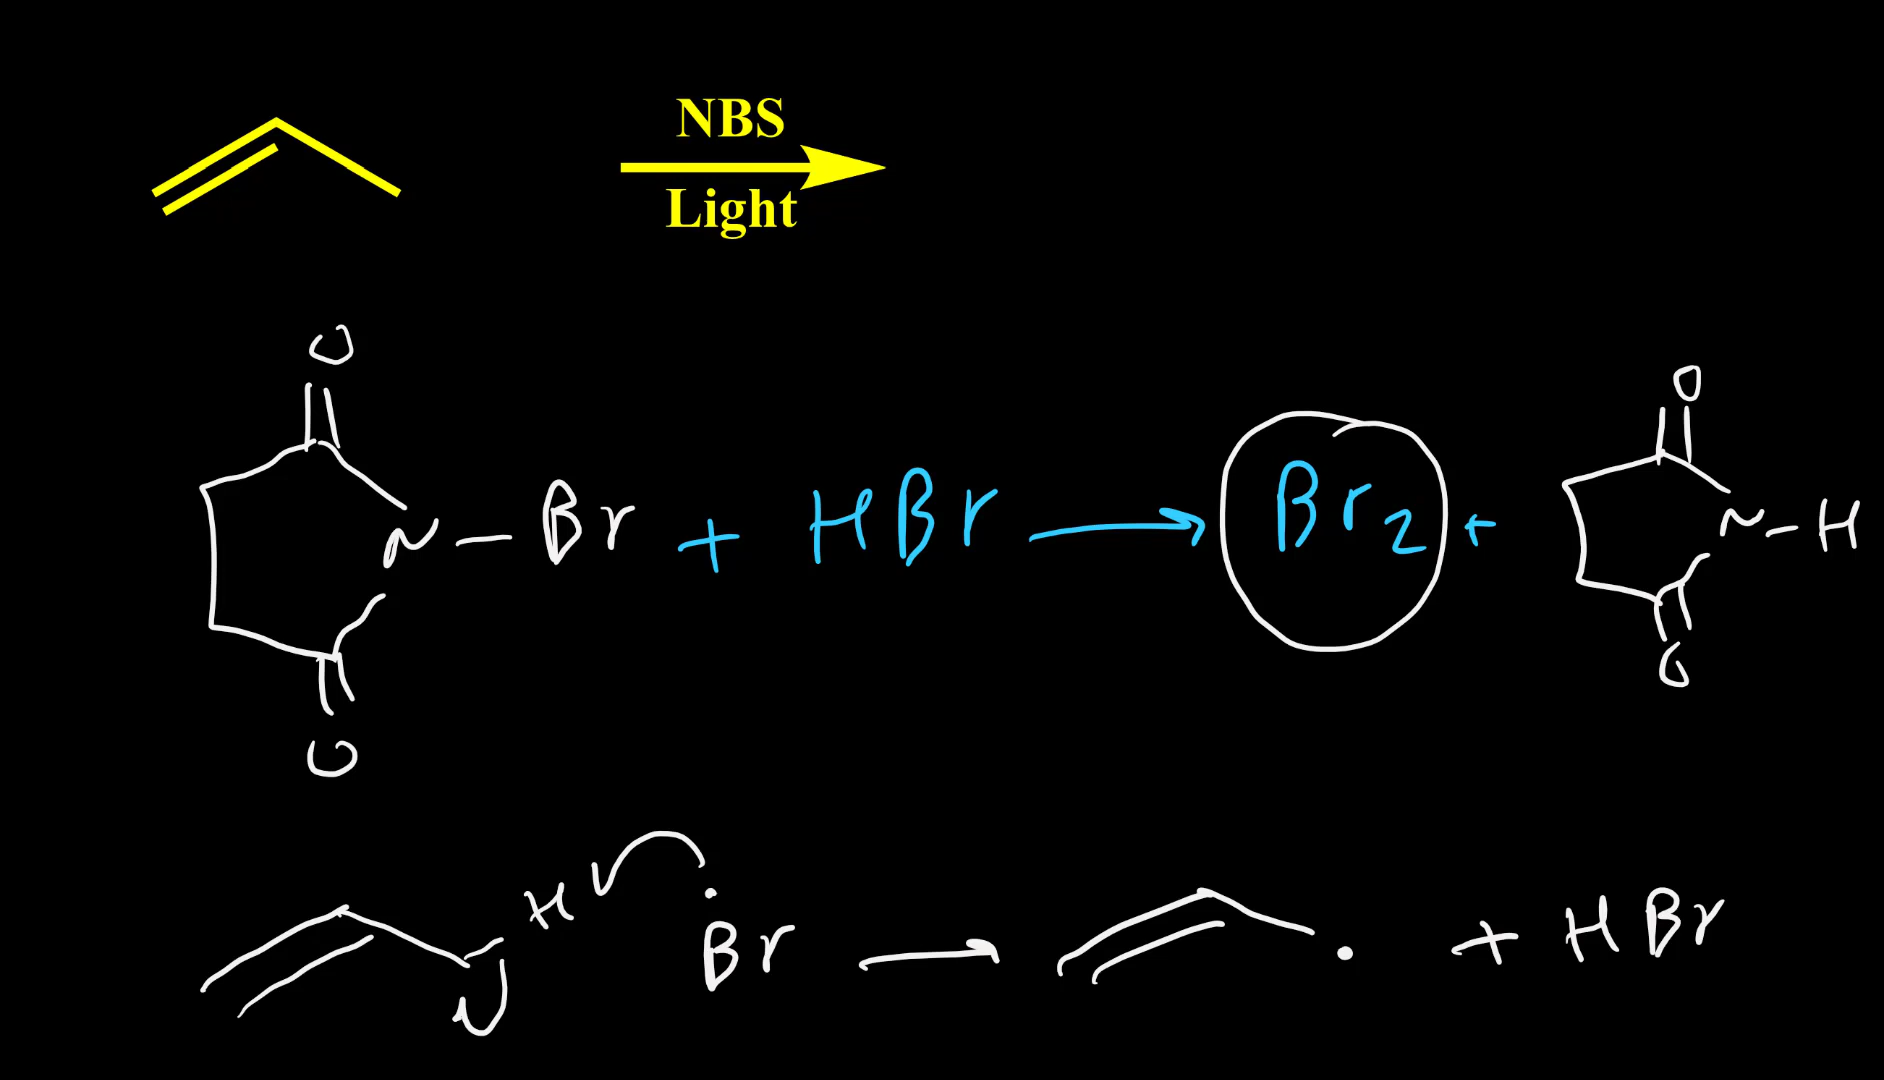 NBS
Light
O
O
N - Br + HBr → Br2 + N - H
O
O
H · Br → · + HBr